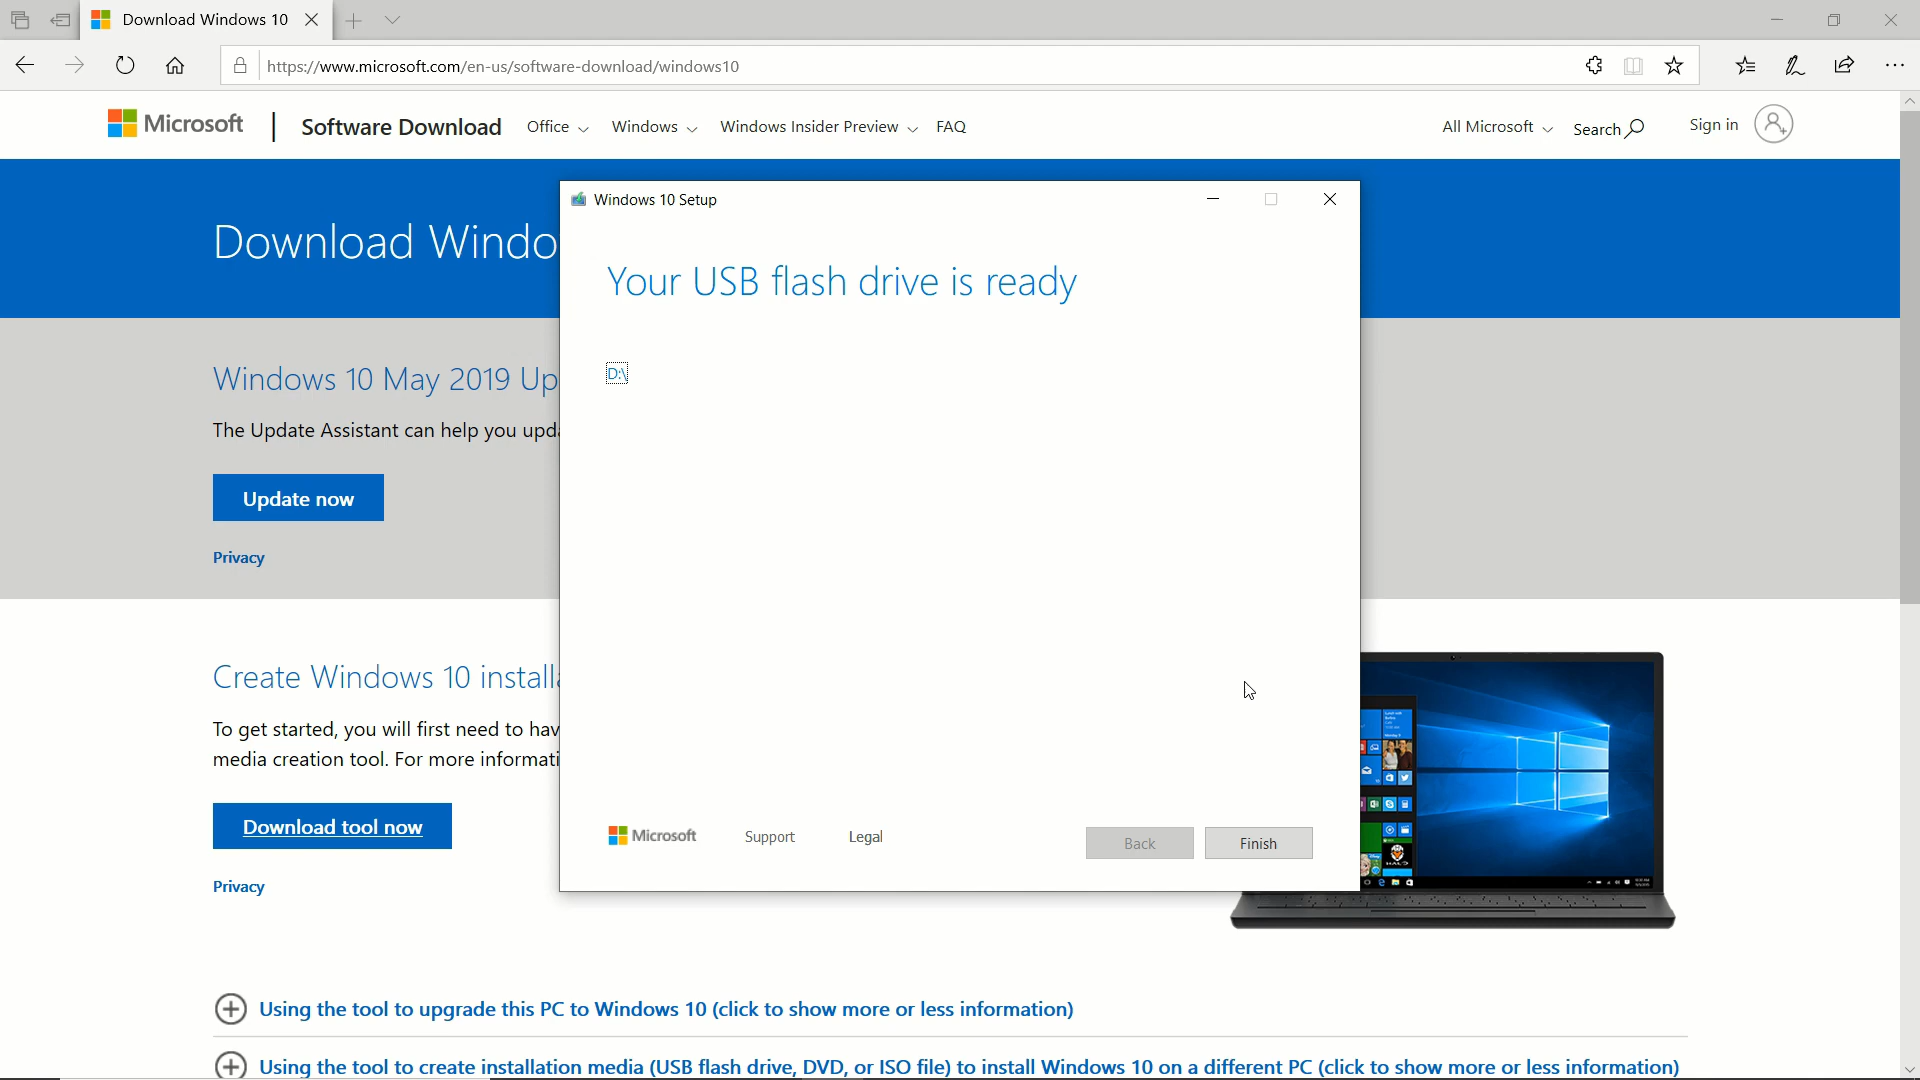 Download Windows 10
https://www.microsoft.com/en-us/software-download/windows10
Microsoft
Software Download
Office
Windows
Windows Insider Preview
FAQ
All Microsoft
Search
Sign in
Download Windo
Windows 10 Setup
Your USB flash drive is ready
D:\
Windows 10 May 2019 Up
The Update Assistant can help you upda
Update now
Privacy
Create Windows 10 installa
To get started, you will first need to hav
media creation tool. For more informati
Download tool now
Privacy
Microsoft
Support
Legal
Back
Finish
Using the tool to upgrade this PC to Windows 10 (click to show more or less information)
Using the tool to create installation media (USB flash drive, DVD, or ISO file) to install Windows 10 on a different PC (click to show more or less information)